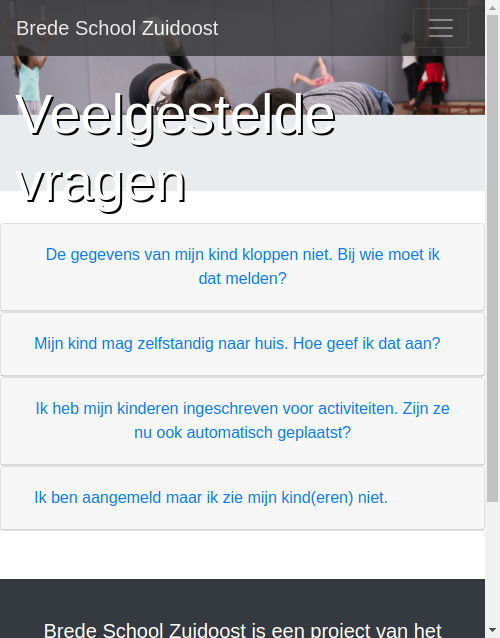 Brede School Zuidoost
Veelgestelde
vragen
De gegevens van mijn kind kloppen niet. Bij wie moet ik
dat melden?
Mijn kind mag zelfstandig naar huis. Hoe geef ik dat aan?
Ik heb mijn kinderen ingeschreven voor activiteiten. Zijn ze
nu ook automatisch geplaatst?
Ik ben aangemeld maar ik zie mijn kind(eren) niet.
Brede School Zuidoost is een project van het